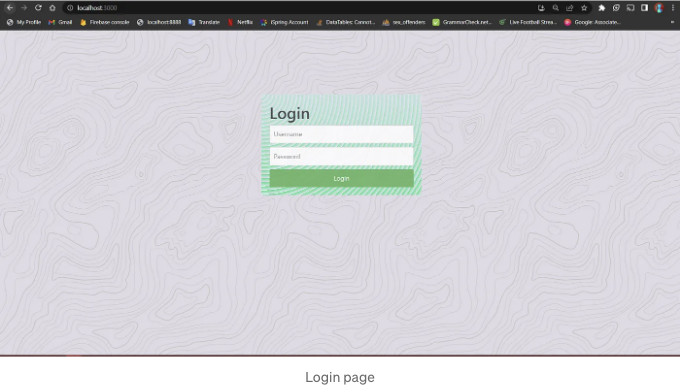 localhost:3000
My Profile Gmail Firebase console localhost:8888 Translate Netflix iSpring Account DataTables: Cannot... sex_offenders GrammarCheck.net... Live Football Strea... Google: Associate... »
Login
Username
Password
Login
Login page